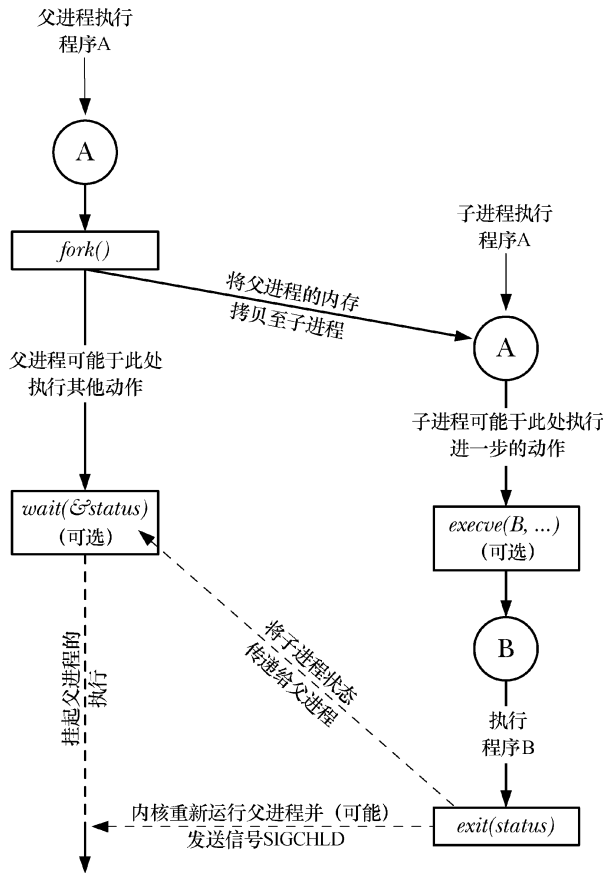 父进程执行
程序A
A
fork()
子进程执行
程序A
将父进程的内存
拷贝至子进程
A
父进程可能于此处
执行其他动作
子进程可能于此处执行
进一步的动作
wait(&status)
(可选)
execve(B, ...)
(可选)
B
将子进程状态
传递给父进程
挂起父进程的
执行
执行
程序B
内核重新运行父进程并（可能）
发送信号SIGCHLD
exit(status)